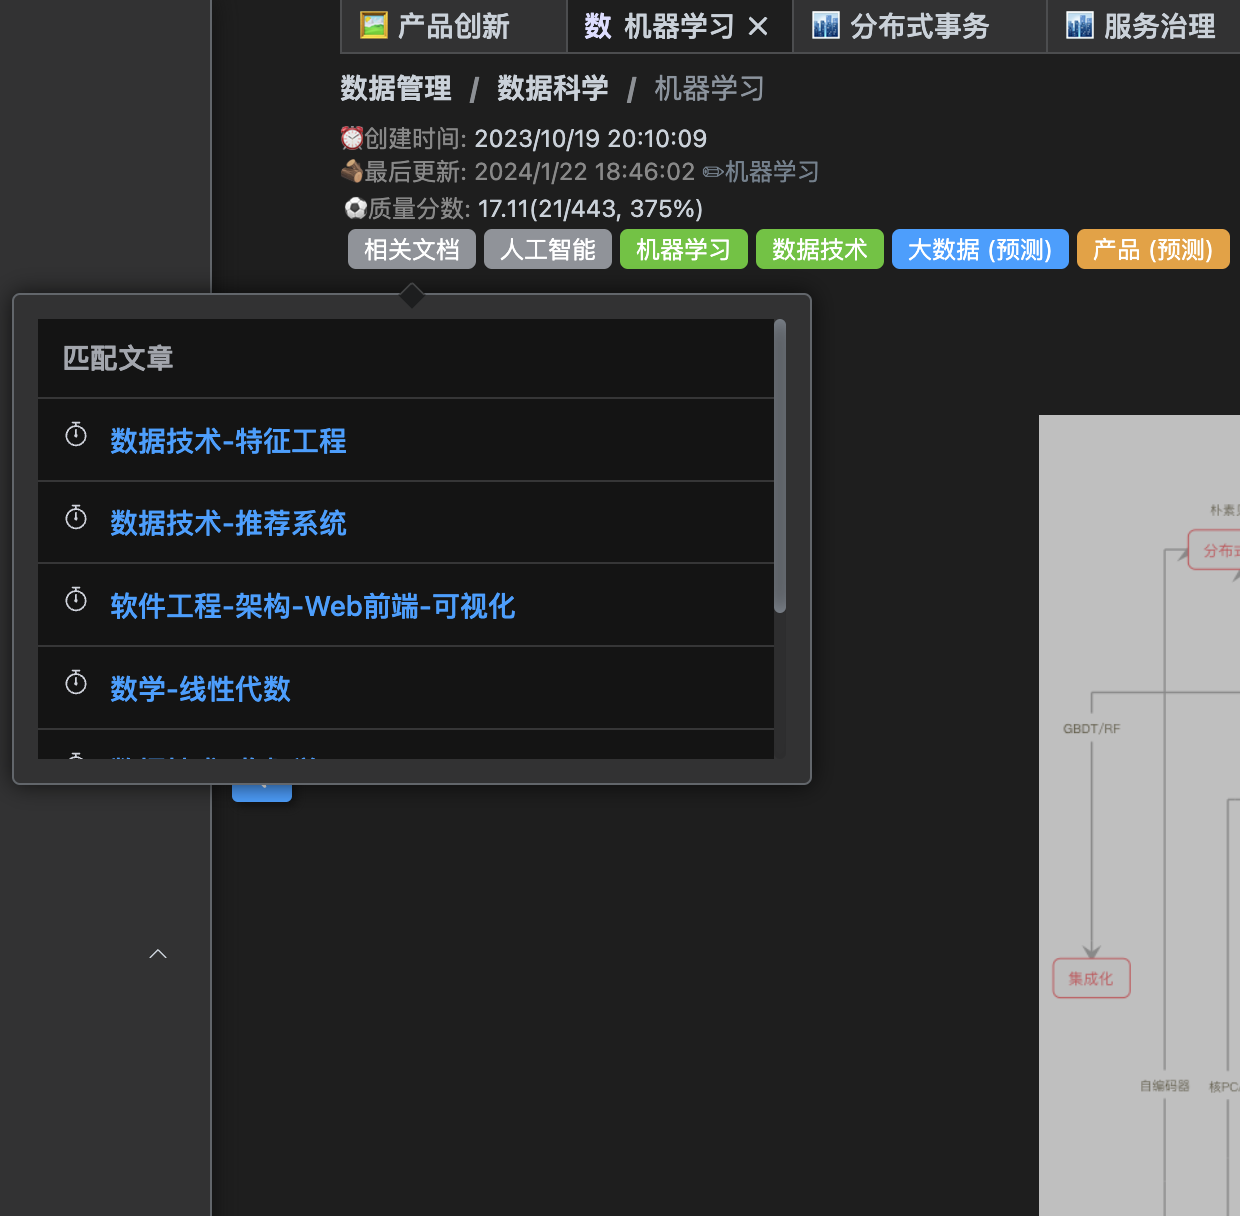 产品创新
数 机器学习
分布式事务
服务治理
数据管理 / 数据科学 / 机器学习
创建时间: 2023/10/19 20:10:09
最后更新: 2024/1/22 18:46:02 ✏机器学习
质量分数: 17.11(21/443, 375%)
相关文档 人工智能 机器学习 数据技术 大数据 (预测) 产品 (预测)
匹配文章
数据技术-特征工程
数据技术-推荐系统
软件工程-架构-Web前端-可视化
数学-线性代数
朴素
分布式
GBDT/RF
集成化
自编码器
核PC